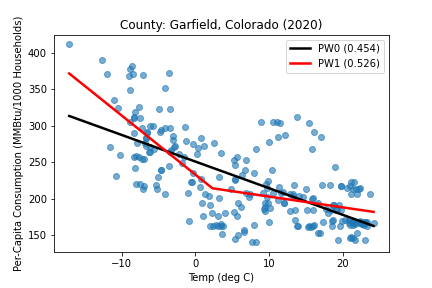 County: Garfield, Colorado (2020)
PW0 (0.454)
PW1 (0.526)
Per-Capita Consumption (MMBtu/1000 Households)
400
350
300
250
200
150
−10
0
10
20
Temp (deg C)